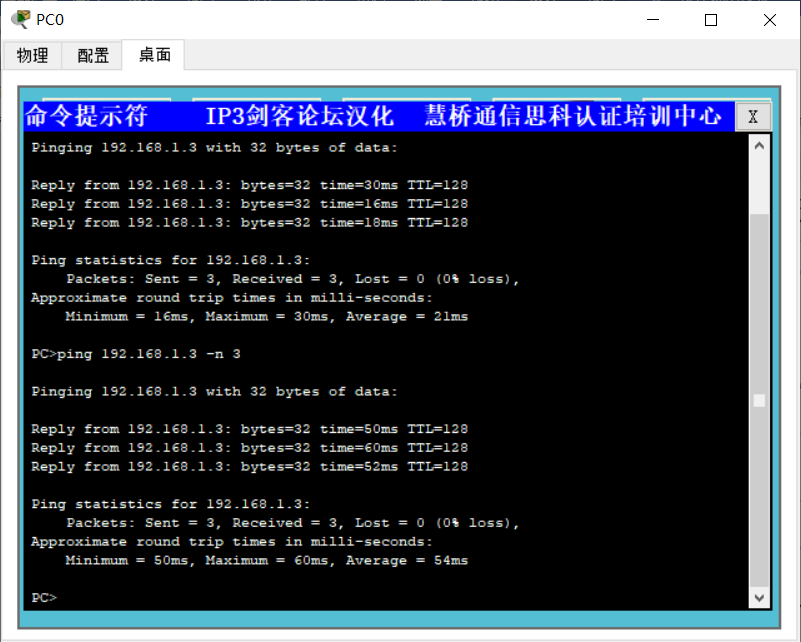 PC0
物理 配置 桌面
命令提示符 IP3剑客论坛汉化 慧桥通信思科认证培训中心 X
Pinging 192.168.1.3 with 32 bytes of data:
Reply from 192.168.1.3: bytes=32 time=30ms TTL=128
Reply from 192.168.1.3: bytes=32 time=16ms TTL=128
Reply from 192.168.1.3: bytes=32 time=18ms TTL=128
Ping statistics for 192.168.1.3:
    Packets: Sent = 3, Received = 3, Lost = 0 (0% loss),
Approximate round trip times in milli-seconds:
    Minimum = 16ms, Maximum = 30ms, Average = 21ms
PC>ping 192.168.1.3 -n 3
Pinging 192.168.1.3 with 32 bytes of data:
Reply from 192.168.1.3: bytes=32 time=50ms TTL=128
Reply from 192.168.1.3: bytes=32 time=60ms TTL=128
Reply from 192.168.1.3: bytes=32 time=52ms TTL=128
Ping statistics for 192.168.1.3:
    Packets: Sent = 3, Received = 3, Lost = 0 (0% loss),
Approximate round trip times in milli-seconds:
    Minimum = 50ms, Maximum = 60ms, Average = 54ms
PC>